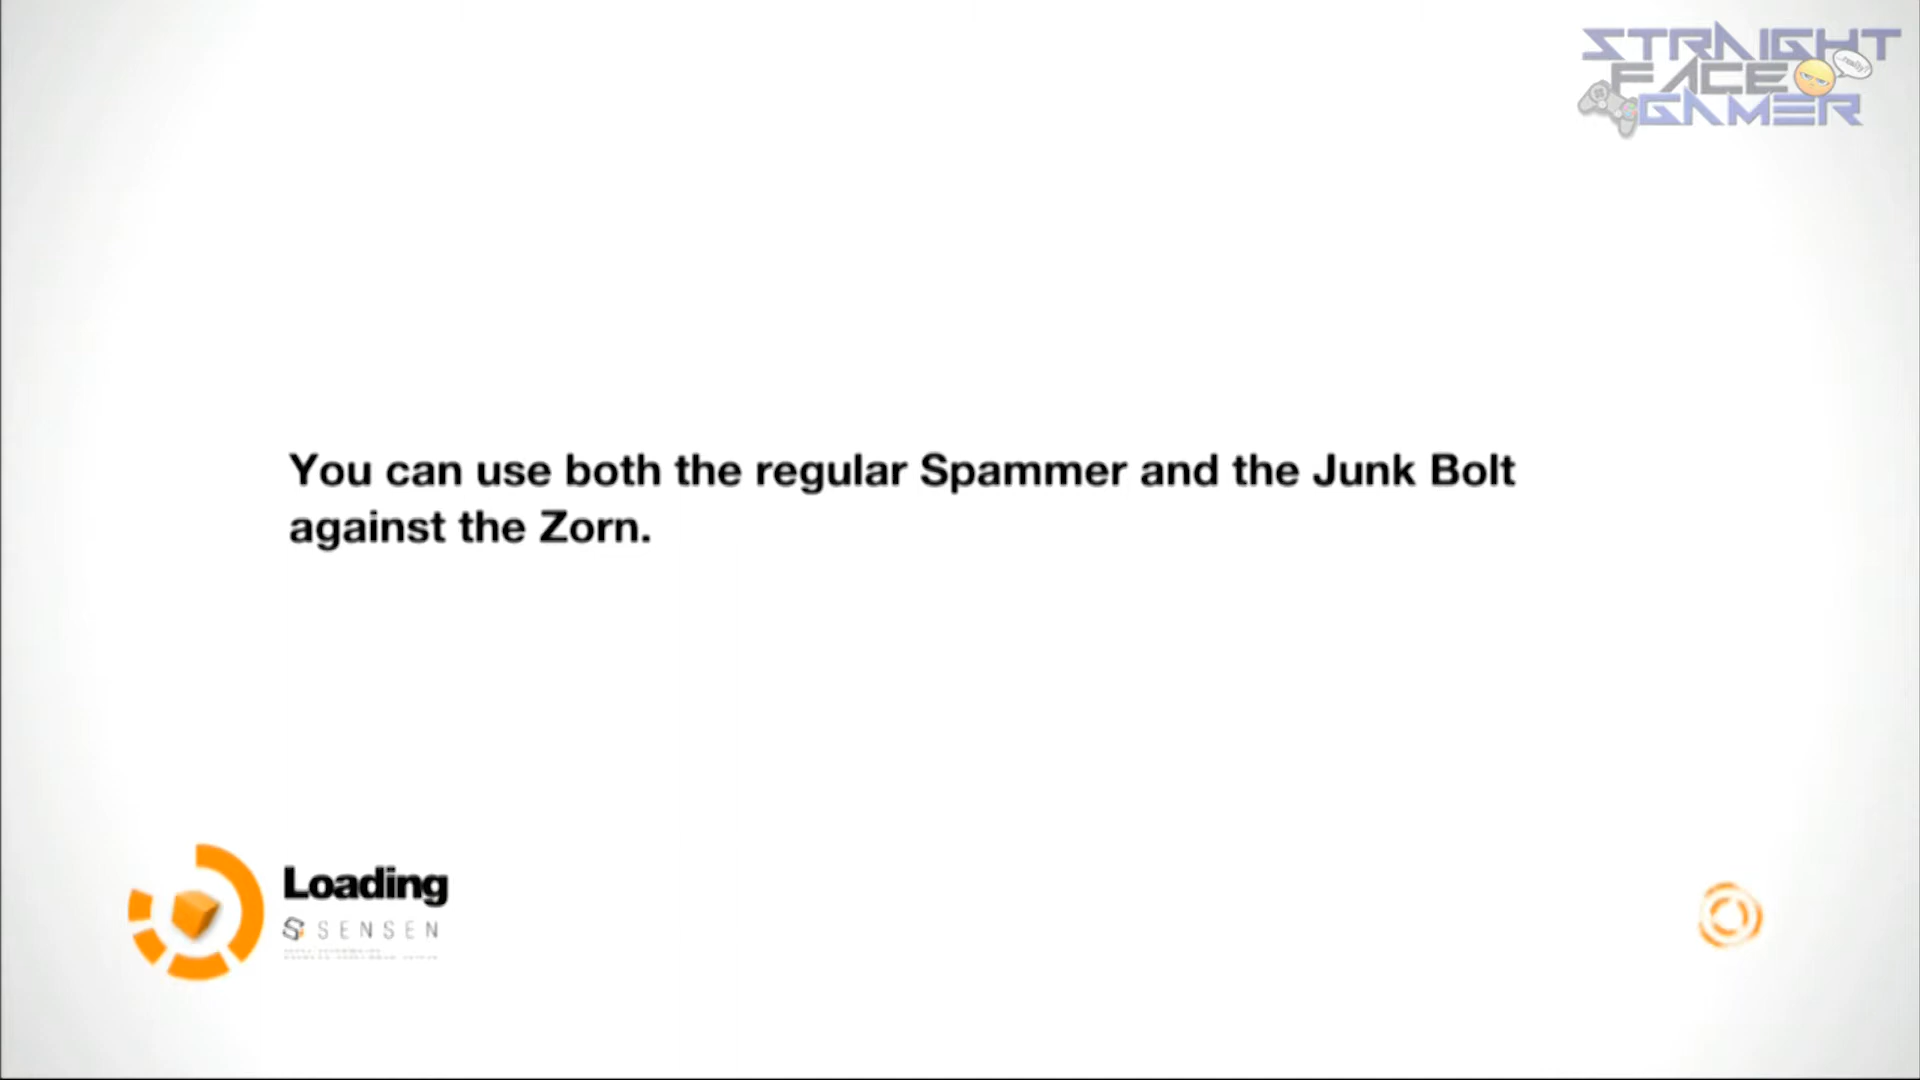 STRAIGHT
FACE
GAMER
You can use both the regular Spammer and the Junk Bolt
against the Zorn.
Loading
SENSEN